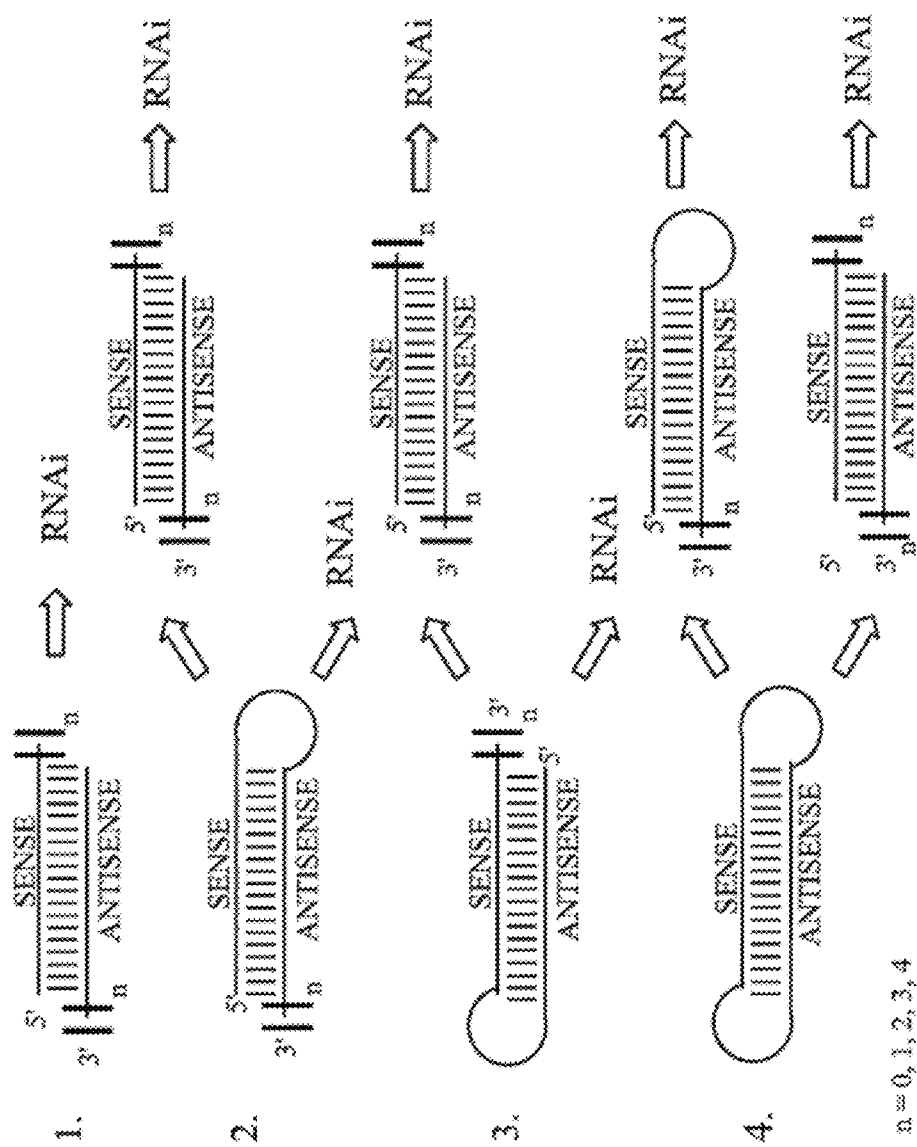 1.
5'
SENSE
ANTISENSE
3'
n
n
RNAi
2.
5'
SENSE
ANTISENSE
3'
n
5'
SENSE
ANTISENSE
3'
n
n
RNAi
RNAi
3.
SENSE
ANTISENSE
3'
n
5'
5'
SENSE
ANTISENSE
3'
n
n
RNAi
RNAi
4.
SENSE
ANTISENSE
5'
SENSE
ANTISENSE
3'
n
RNAi
5'
SENSE
ANTISENSE
3'
n
n
RNAi
n = 0, 1, 2, 3, 4